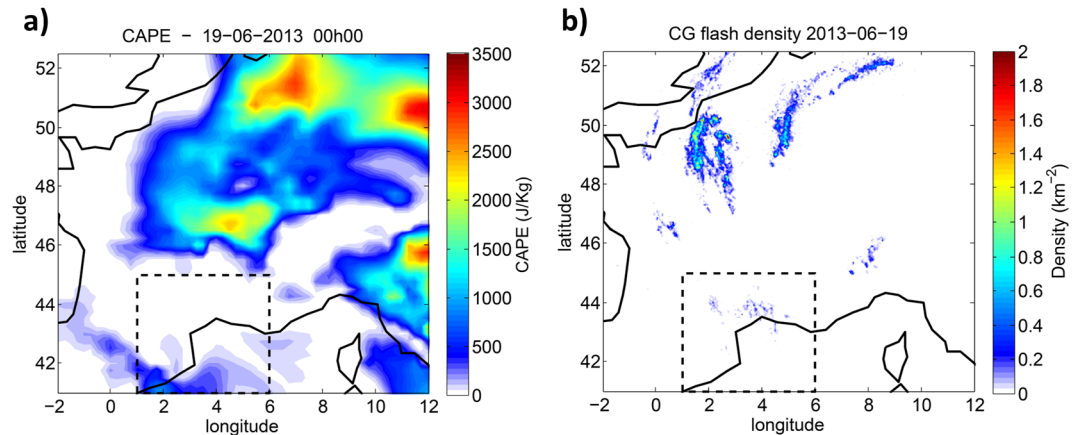 a)
CAPE − 19-06-2013 00h00
52
50
48
46
44
42
−2 0 2 4 6 8 10 12
latitude
longitude
3500
3000
2500
2000
1500
1000
500
0
CAPE (J/Kg)
b)
CG flash density 2013−06−19
52
50
48
46
44
42
−2 0 2 4 6 8 10 12
latitude
longitude
2
1.8
1.6
1.4
1.2
1
0.8
0.6
0.4
0.2
0
Density (km⁻²)